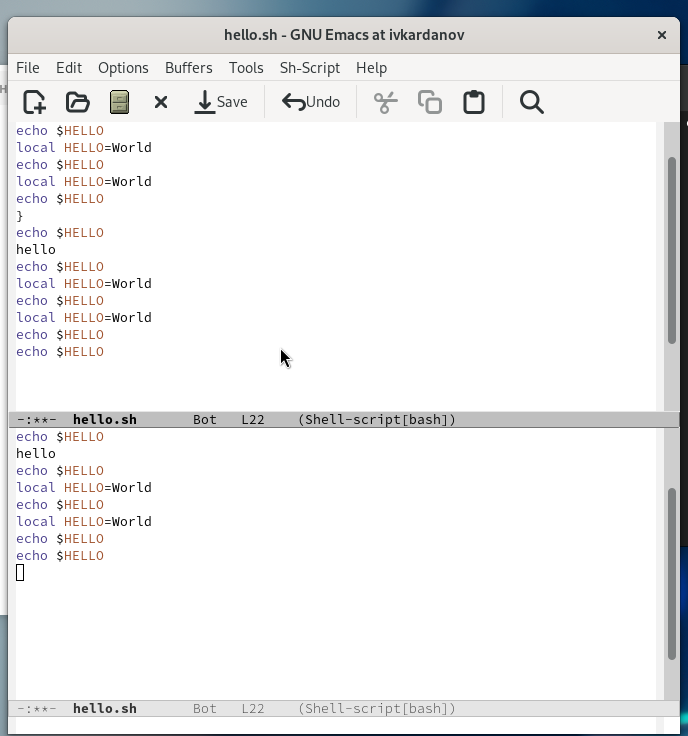 hello.sh - GNU Emacs at ivkardanov
File Edit Options Buffers Tools Sh-Script Help
Save Undo
echo $HELLO
local HELLO=World
echo $HELLO
local HELLO=World
echo $HELLO
}
echo $HELLO
hello
echo $HELLO
local HELLO=World
echo $HELLO
local HELLO=World
echo $HELLO
echo $HELLO
-:**- hello.sh Bot L22 (Shell-script[bash])
echo $HELLO
hello
echo $HELLO
local HELLO=World
echo $HELLO
local HELLO=World
echo $HELLO
echo $HELLO
-:**- hello.sh Bot L22 (Shell-script[bash])